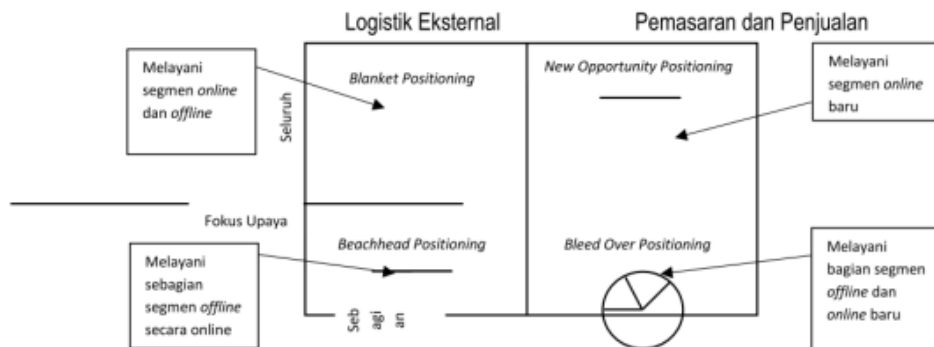 Logistik Eksternal
Pemasaran dan Penjualan
Melayani
segmen online
dan offline
Seluruh
Blanket Positioning
New Opportunity Positioning
Melayani
segmen online
baru
Fokus Upaya
Beachhead Positioning
Bleed Over Positioning
Melayani
sebagian
segmen offline
secara online
Seb
agi
an
Melayani
bagian segmen
offline dan
online baru